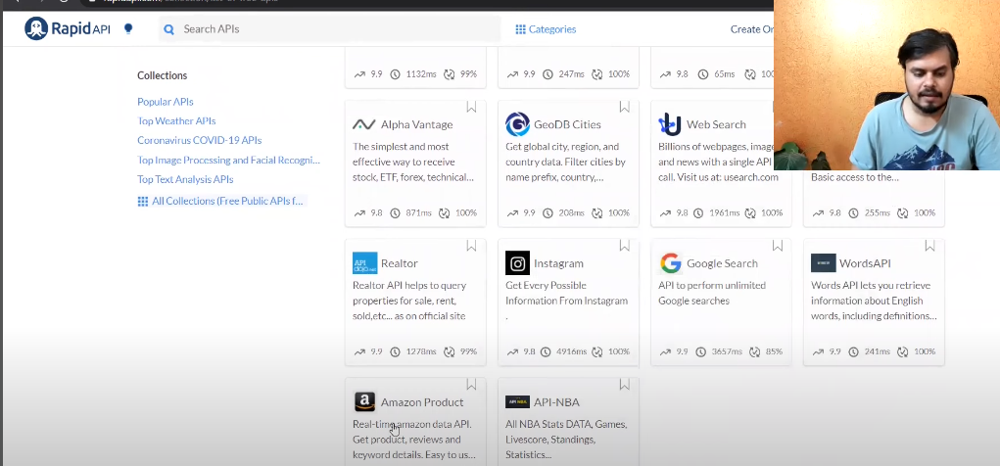 Rapid API
Search APIs
Categories
Collections
Popular APIs
Top Weather APIs
Coronavirus COVID-19 APIs
Top Image Processing and Facial Recogni...
Top Text Analysis APIs
All Collections (Free Public APIs f...
9.9 1132ms 99%
9.9 247ms 100%
9.8 65ms
Alpha Vantage
The simplest and most
effective way to receive
stock, ETF, forex, technical...
9.8 871ms 100%
GeoDB Cities
Get global city, region, and
country data. Filter cities by
name prefix, country,...
9.9 208ms 100%
Web Search
Billions of webpages,
and news with a single API
call. Visit us at: usearch.com
9.8 1961ms 100%
Basic access to the...
9.8 255ms 100%
API
Realtor
Realtor API helps to query
properties for sale, rent,
sold,etc... as on official site
9.9 1278ms 99%
Instagram
Get Every Possible
Information From Instagram
.
9.8 4916ms 100%
Google Search
API to perform unlimited
Google searches
9.9 3657ms 85%
WordsAPI
Words API lets you retrieve
information about English
words, including definitions...
9.9 241ms 100%
a
Amazon Product
Real-time amazon data API.
Get product, reviews and
keyword details. Easy to us...
API NBA
API-NBA
All NBA Stats DATA, Games,
Livescore, Standings,
Statistics...